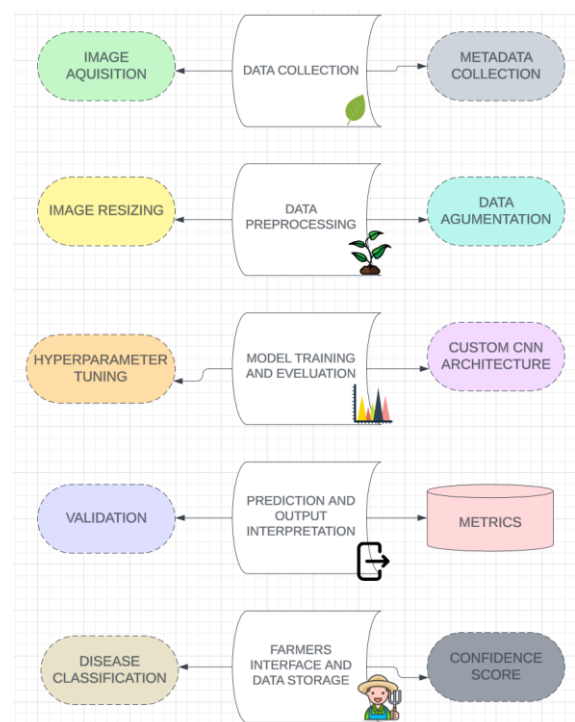 IMAGE
AQUISITION
DATA COLLECTION
METADATA
COLLECTION
IMAGE RESIZING
DATA
PREPROCESSING
DATA
AGUMENTATION
HYPERPARAMETER
TUNING
MODEL TRAINING
AND EVELUATION
CUSTOM CNN
ARCHITECTURE
VALIDATION
PREDICTION AND
OUTPUT
INTERPRETATION
METRICS
DISEASE
CLASSIFICATION
FARMERS
INTERFACE AND
DATA STORAGE
CONFIDENCE
SCORE